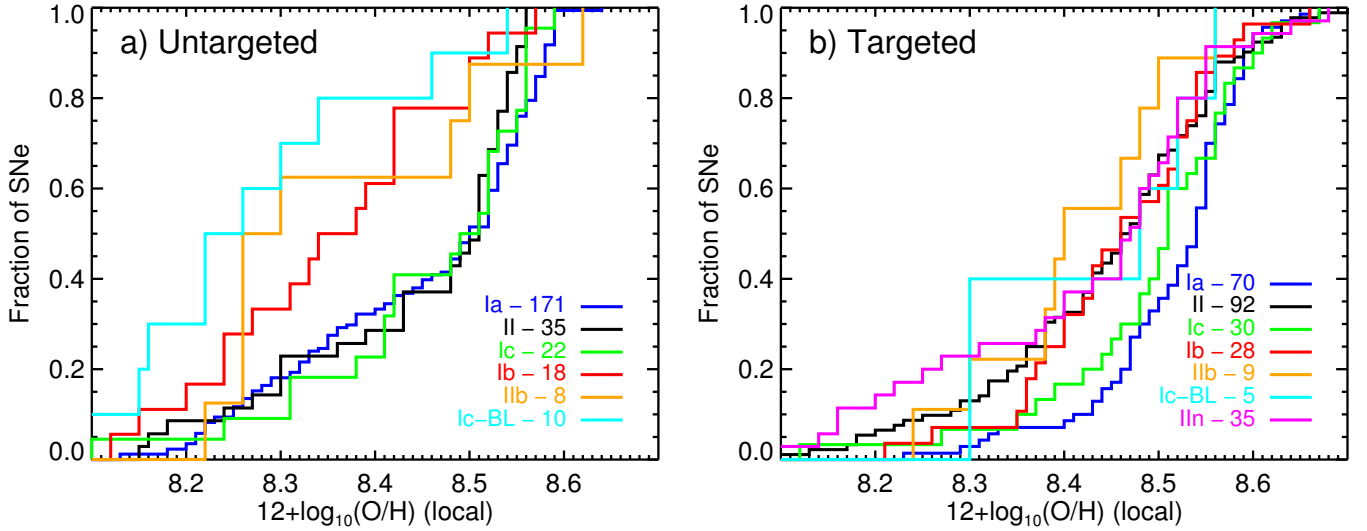 a) Untargeted
Fraction of SNe
1.0
0.8
0.6
0.4
0.2
0.0
Ia – 171
II – 35
Ic – 22
Ib – 18
IIb – 8
Ic–BL – 10
8.2 8.3 8.4 8.5 8.6
12+log₁₀(O/H) (local)
b) Targeted
Fraction of SNe
1.0
0.8
0.6
0.4
0.2
0.0
Ia – 70
II – 92
Ic – 30
Ib – 28
IIb – 9
Ic–BL – 5
IIn – 35
8.2 8.3 8.4 8.5 8.6
12+log₁₀(O/H) (local)